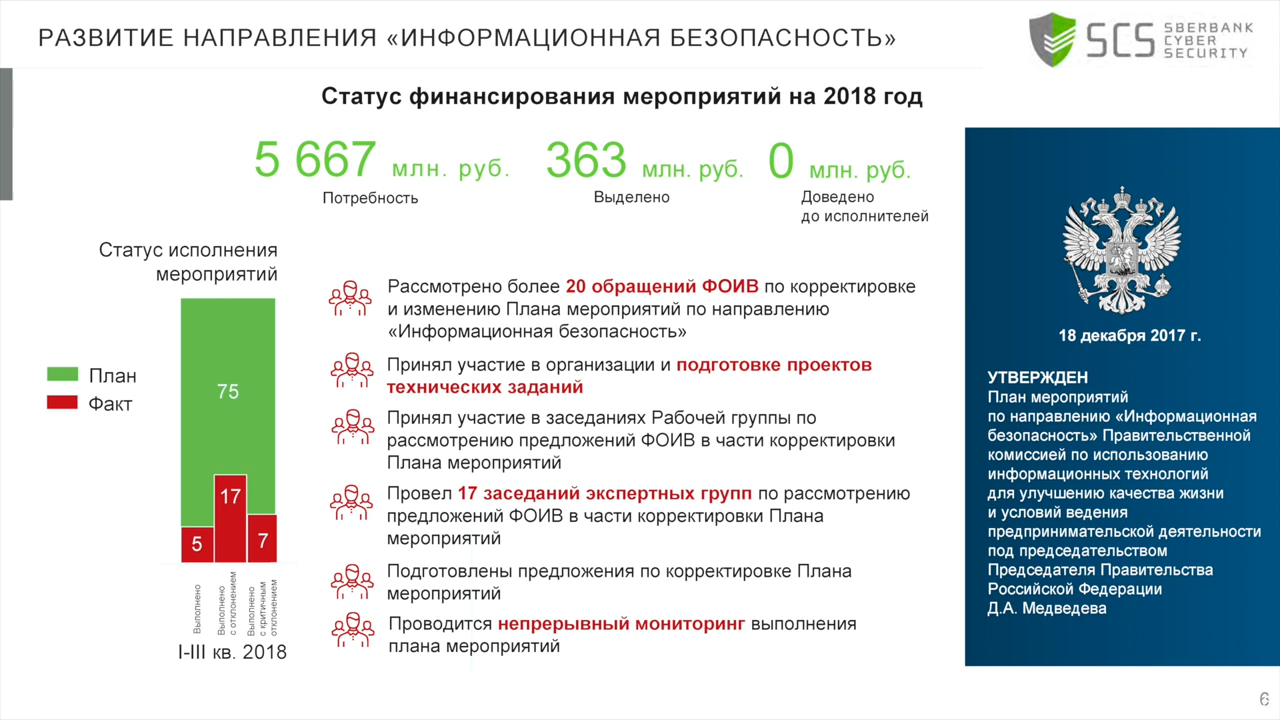 РАЗВИТИЕ НАПРАВЛЕНИЯ «ИНФОРМАЦИОННАЯ БЕЗОПАСНОСТЬ»
SCS SBERBANK
CYBER
SECURITY
Статус финансирования мероприятий на 2018 год
5 667 млн. руб.
Потребность
363 млн. руб.
Выделено
0 млн. руб.
Доведено
до исполнителей
Статус исполнения
мероприятий
План
Факт
75
5
17
7
Выполнено
Выполнено
с отклонением
Выполнено
с критичным
отклонением
I-III кв. 2018
Рассмотрено более 20 обращений ФОИВ по корректировке
и изменению Плана мероприятий по направлению
«Информационная безопасность»
Принял участие в организации и подготовке проектов
технических заданий
Принял участие в заседаниях Рабочей группы по
рассмотрению предложений ФОИВ в части корректировки
Плана мероприятий
Провел 17 заседаний экспертных групп по рассмотрению
предложений ФОИВ в части корректировки Плана
мероприятий
Подготовлены предложения по корректировке Плана
мероприятий
Проводится непрерывный мониторинг выполнения
плана мероприятий
18 декабря 2017 г.
УТВЕРЖДЕН
План мероприятий
по направлению «Информационная
безопасность» Правительственной
комиссией по использованию
информационных технологий
для улучшению качества жизни
и условий ведения
предпринимательской деятельности
под председательством
Председателя Правительства
Российской Федерации
Д.А. Медведева
6